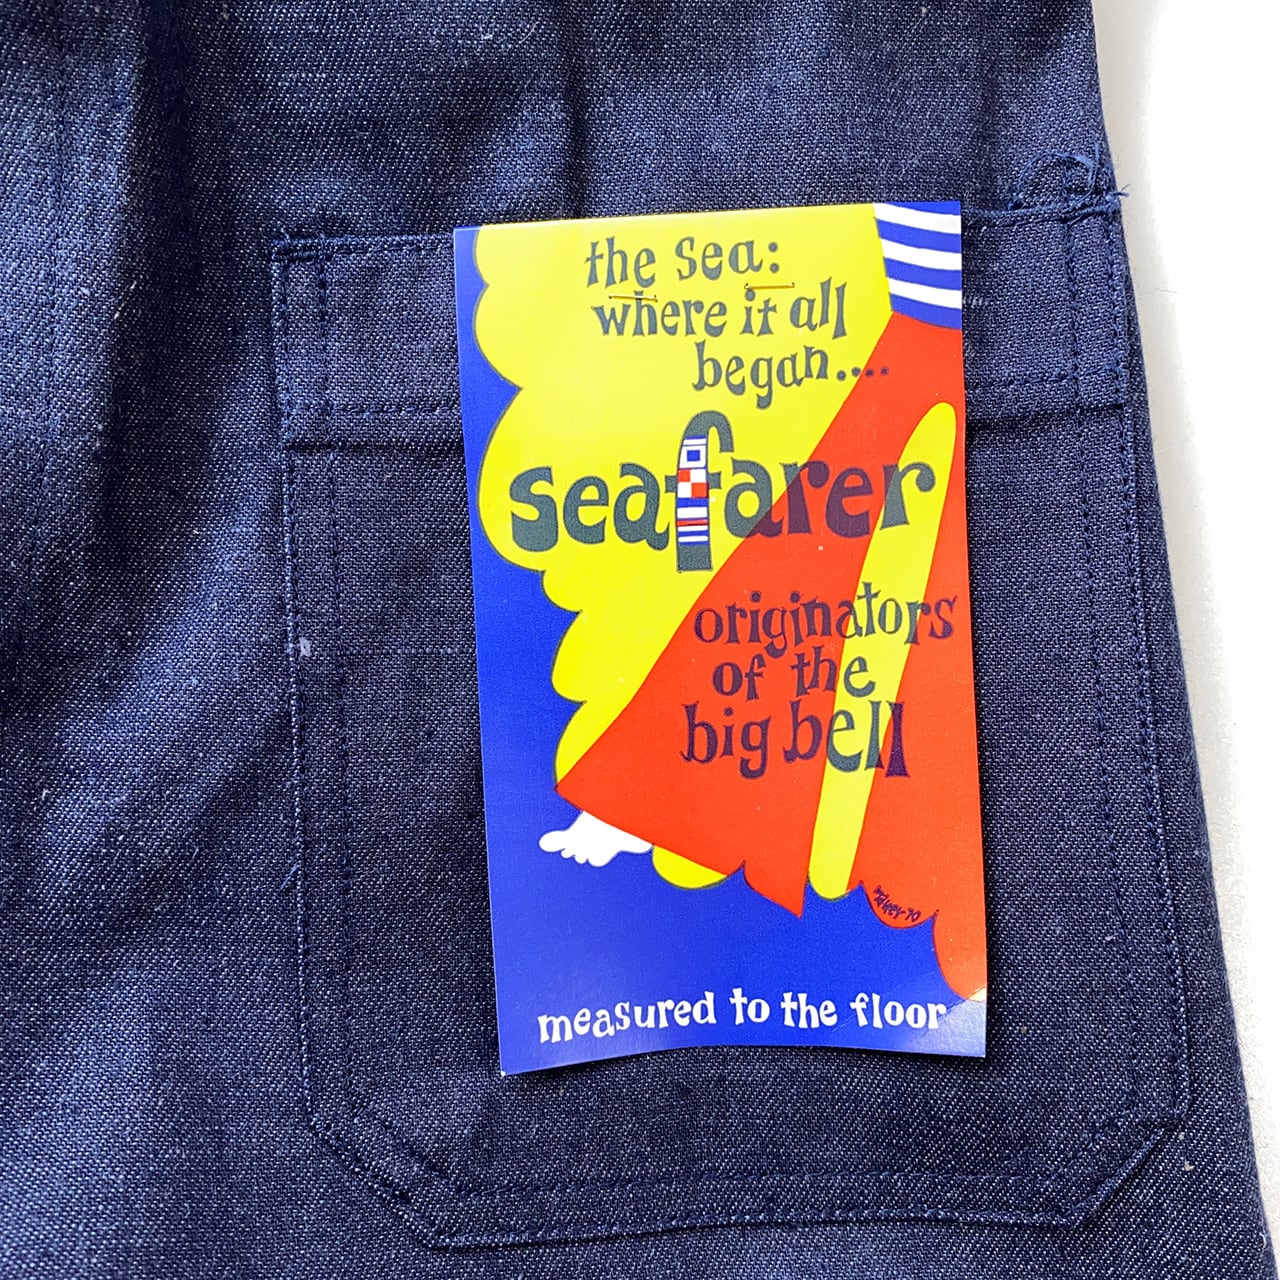 the sea:
where it all
began....
seafarer
originators
of the
big bell
measured to the floor